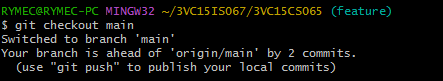 RYMEC@RYMEC-PC MINGW32 ~/3VC15IS067/3VC15CS065 (feature)
$ git checkout main
Switched to branch 'main'
Your branch is ahead of 'origin/main' by 2 commits.
  (use "git push" to publish your local commits)